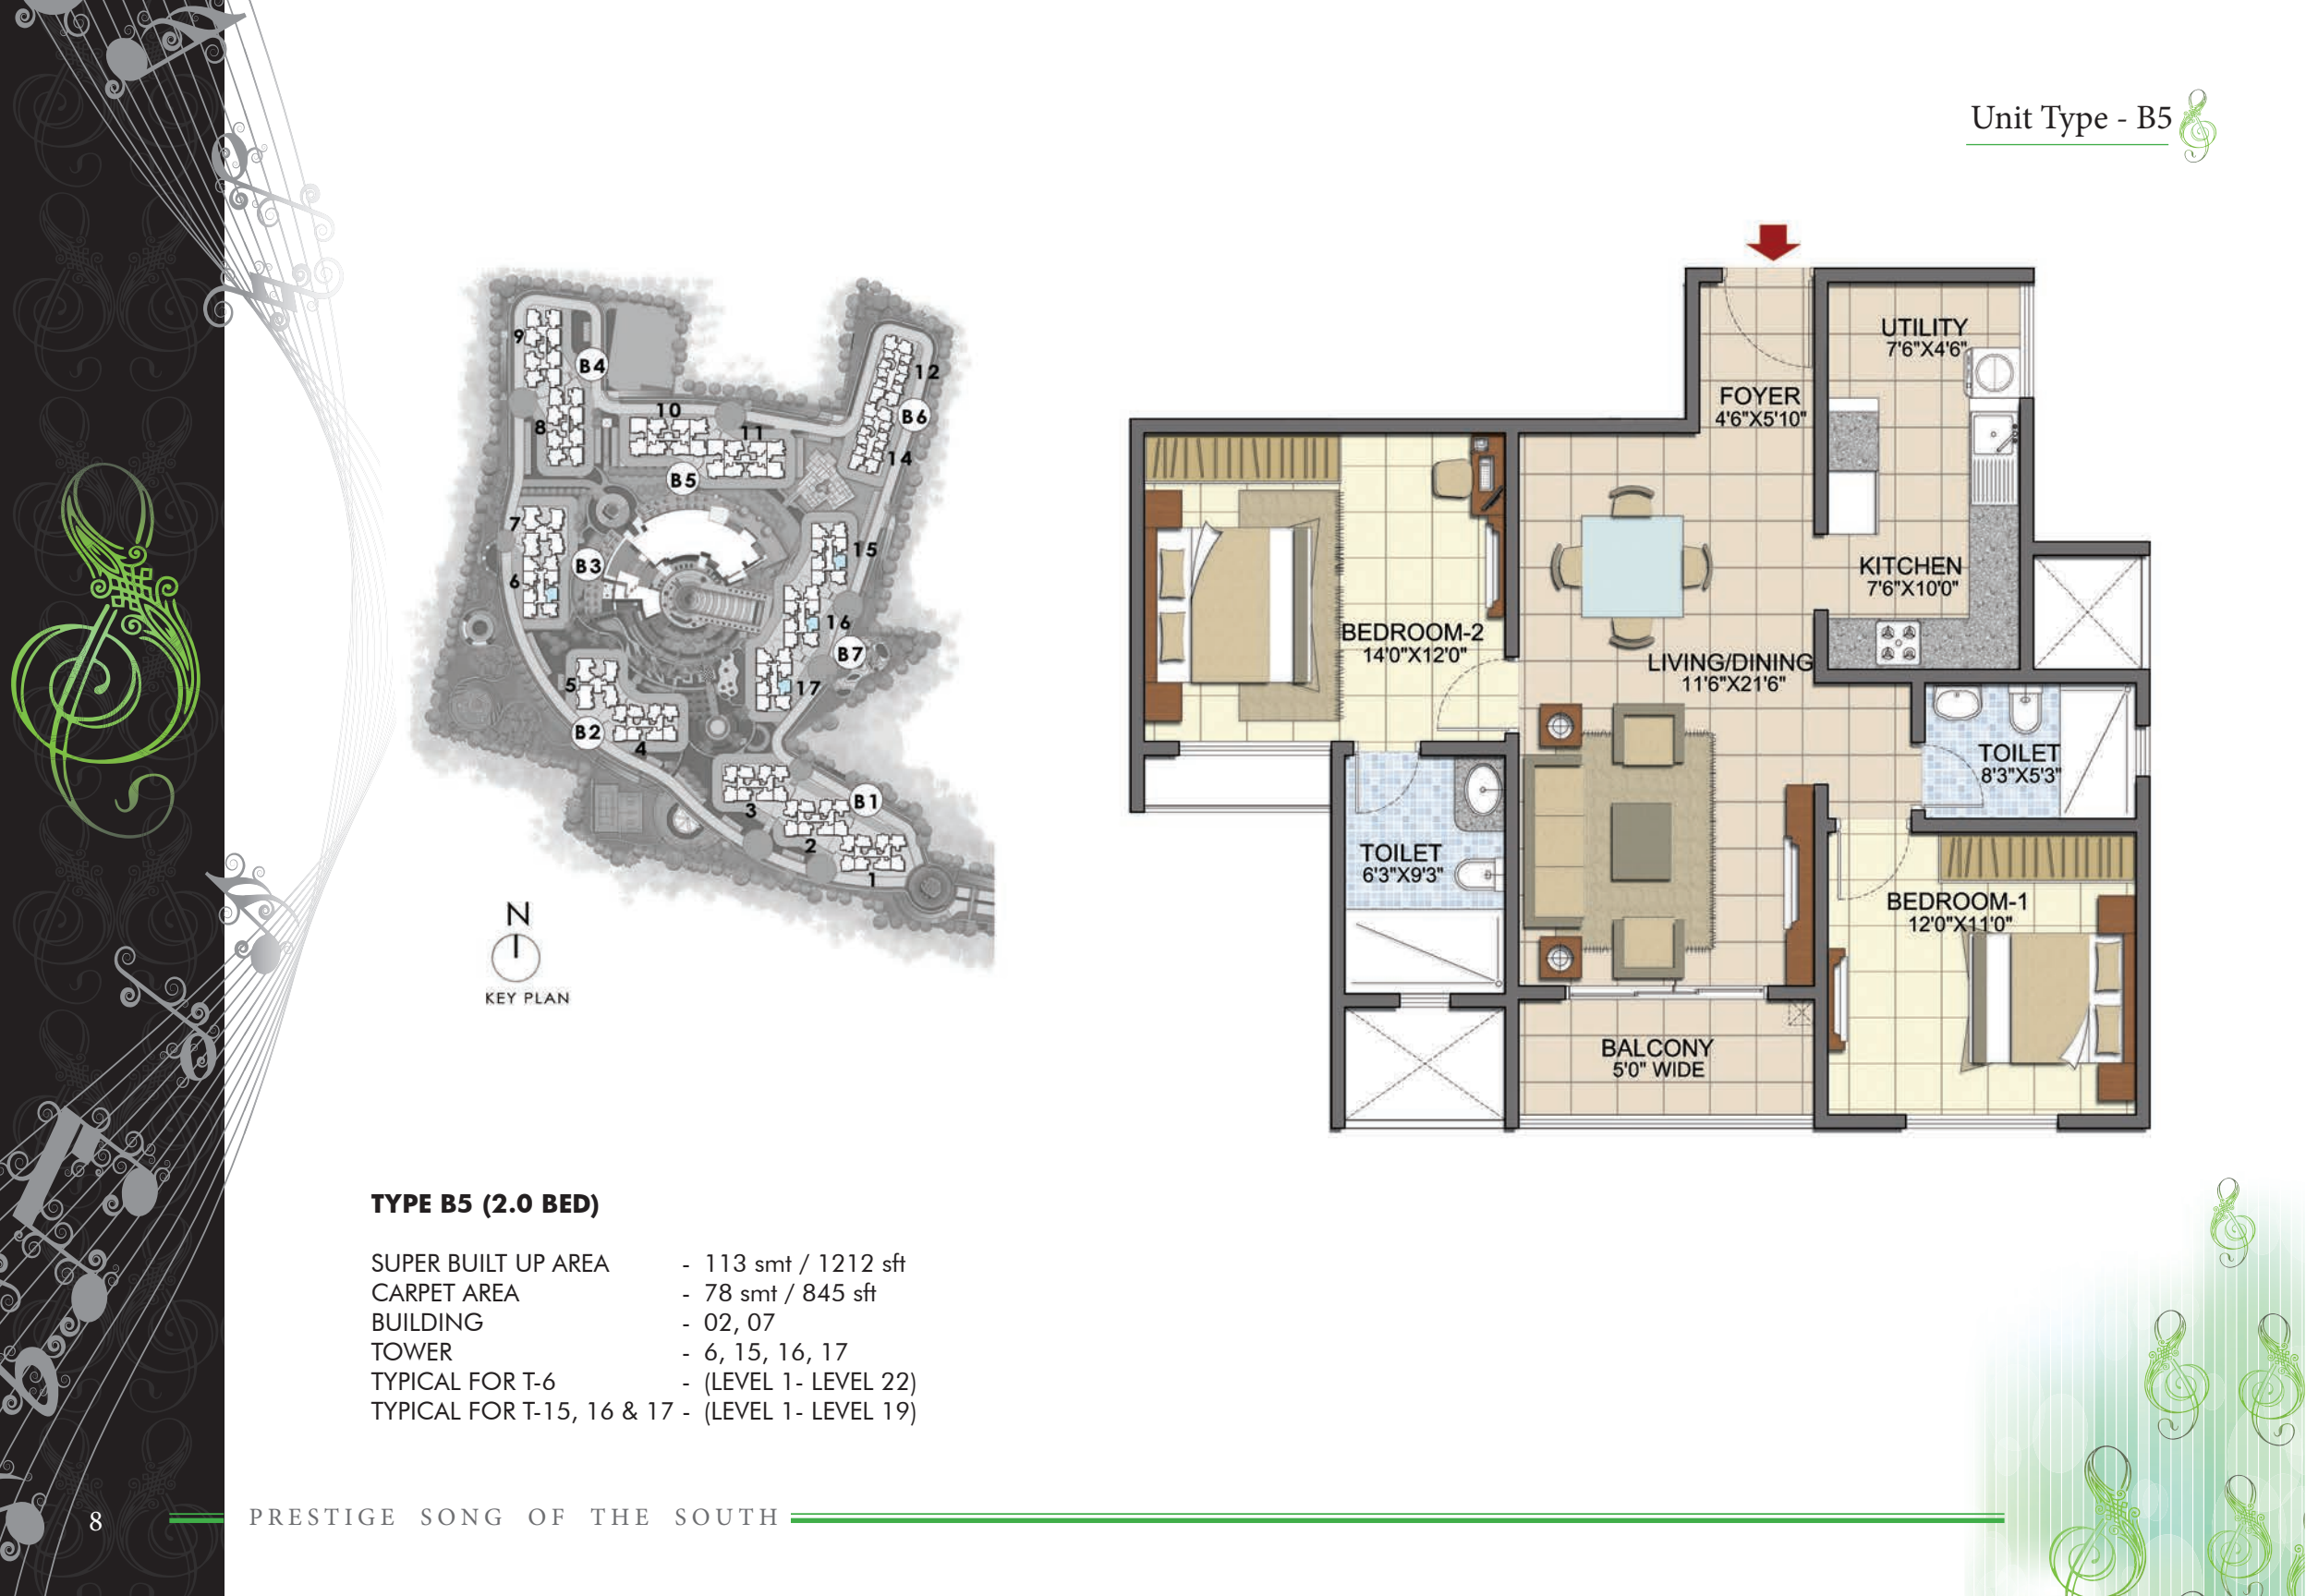 Unit Type - B5
9
B4
8
10
11
B5
12
B6
14
7
6
B3
15
16
B7
17
5
B2
4
3
B1
2
1
N
KEY PLAN
UTILITY
7'6"X4'6"
FOYER
4'6"X5'10"
KITCHEN
7'6"X10'0"
BEDROOM-2
14'0"X12'0"
LIVING/DINING
11'6"X21'6"
TOILET
8'3"X5'3"
TOILET
6'3"X9'3"
BEDROOM-1
12'0"X11'0"
BALCONY
5'0" WIDE
TYPE B5 (2.0 BED)
SUPER BUILT UP AREA - 113 smt / 1212 sft
CARPET AREA - 78 smt / 845 sft
BUILDING - 02, 07
TOWER - 6, 15, 16, 17
TYPICAL FOR T-6 - (LEVEL 1- LEVEL 22)
TYPICAL FOR T-15, 16 & 17 - (LEVEL 1- LEVEL 19)
8
PRESTIGE SONG OF THE SOUTH